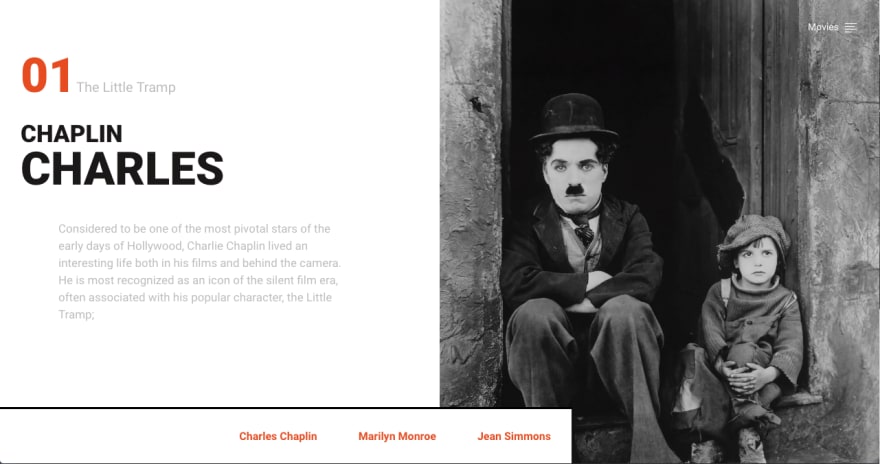 Movies
01 The Little Tramp
CHAPLIN
CHARLES
Considered to be one of the most pivotal stars of the
early days of Hollywood, Charlie Chaplin lived an
interesting life both in his films and behind the camera.
He is most recognized as an icon of the silent film era,
often associated with his popular character, the Little
Tramp;
Charles Chaplin Marilyn Monroe Jean Simmons